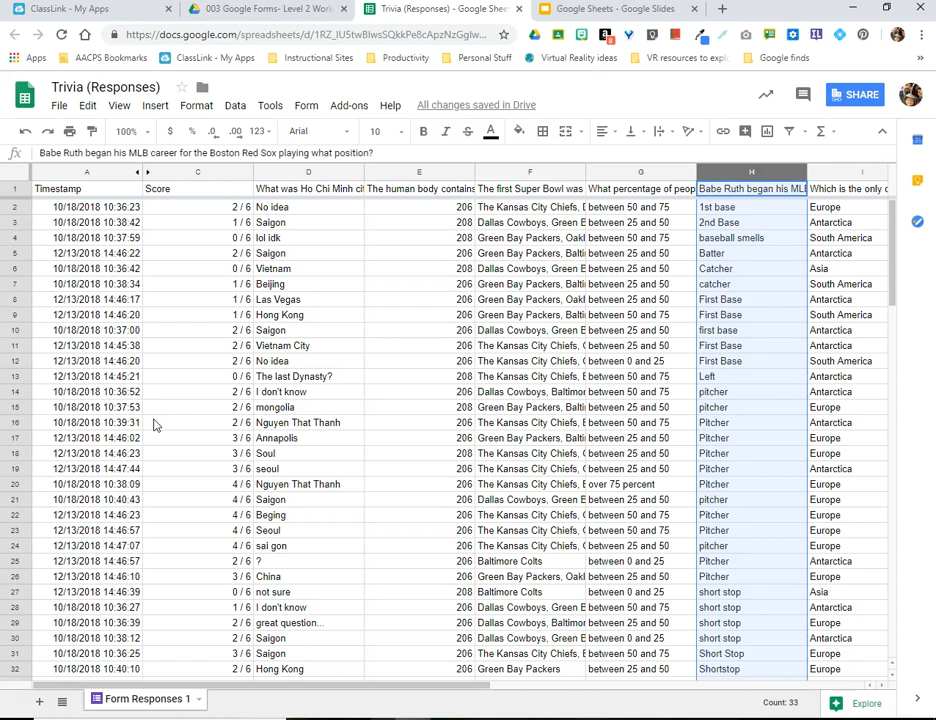 ClassLink - My Apps
003 Google Forms- Level 2 Work
Trivia (Responses) - Google She
Google Sheets - Google Slides
https://docs.google.com/spreadsheets/d/1RZ_IU5twBlwsSQkkPe8cApzNzGglw...
Apps AACPS Bookmarks ClassLink - My Apps Instructional Sites Productivity Personal Stuff Virtual Reality ideas VR resources to expl Google finds »
Trivia (Responses)
File Edit View Insert Format Data Tools Form Add-ons Help All changes saved in Drive
SHARE
100% $ % .0 .00 123 Arial 10 B I S A
fx Babe Ruth began his MLB career for the Boston Red Sox playing what position?
A C D E F G H I
1 Timestamp Score What was Ho Chi Minh cit The human body contains The first Super Bowl was What percentage of peop Babe Ruth began his MLB Which is the only o
2 10/18/2018 10:36:23 2 / 6 No idea 206 The Kansas City Chiefs, D between 50 and 75 1st base Europe
3 10/18/2018 10:38:42 1 / 6 Saigon 208 Dallas Cowboys, Green B between 25 and 50 2nd Base Antarctica
4 10/18/2018 10:37:59 0 / 6 lol idk 208 Green Bay Packers, Oakl between 50 and 75 baseball smells South America
5 12/13/2018 14:46:22 2 / 6 Saigon 206 Green Bay Packers, Balti between 25 and 50 Batter Antarctica
6 10/18/2018 10:36:42 0 / 6 Vietnam 208 Dallas Cowboys, Green B between 25 and 50 Catcher Asia
7 10/18/2018 10:38:34 1 / 6 Beijing 208 Green Bay Packers, Balti between 50 and 75 catcher South America
8 12/13/2018 14:46:17 1 / 6 Las Vegas 206 Green Bay Packers, Oakl between 50 and 75 First Base Antarctica
9 12/13/2018 14:46:20 1 / 6 Hong Kong 206 Green Bay Packers, Balti between 50 and 75 First Base South America
10 10/18/2018 10:37:00 2 / 6 Saigon 206 Dallas Cowboys, Green B between 50 and 75 first base Antarctica
11 12/13/2018 14:45:38 2 / 6 Vietnam City 206 The Kansas City Chiefs, D between 25 and 50 First Base Antarctica
12 12/13/2018 14:46:20 2 / 6 No idea 206 The Kansas City Chiefs, D between 0 and 25 First Base South America
13 12/13/2018 14:45:21 0 / 6 The last Dynasty? 208 The Kansas City Chiefs, between 50 and 75 Left Antarctica
14 10/18/2018 10:36:52 2 / 6 I don't know 206 Dallas Cowboys, Baltimor between 50 and 75 pitcher Antarctica
15 10/18/2018 10:37:53 2 / 6 mongolia 208 Green Bay Packers, Balti between 25 and 50 pitcher Europe
16 10/18/2018 10:39:31 2 / 6 Nguyen That Thanh 206 The Kansas City Chiefs, between 50 and 75 Pitcher Antarctica
17 12/13/2018 14:46:02 3 / 6 Annapolis 206 Green Bay Packers, Balti between 25 and 50 Pitcher Europe
18 12/13/2018 14:46:23 3 / 6 Soul 206 The Kansas City Chiefs, between 50 and 75 Pitcher Europe
19 12/13/2018 14:47:44 3 / 6 seoul 206 The Kansas City Chiefs, between 50 and 75 Pitcher Antarctica
20 10/18/2018 10:38:09 4 / 6 Nguyen That Thanh 206 The Kansas City Chiefs, over 75 percent Pitcher Europe
21 10/18/2018 10:40:43 4 / 6 Saigon 206 Dallas Cowboys, Green B between 25 and 50 pitcher Antarctica
22 12/13/2018 14:46:23 4 / 6 Beging 206 The Kansas City Chiefs, between 25 and 50 Pitcher Europe
23 12/13/2018 14:46:57 4 / 6 Seoul 206 The Kansas City Chiefs, between 25 and 50 Pitcher Europe
24 12/13/2018 14:47:07 4 / 6 sai gon 206 The Kansas City Chiefs, between 25 and 50 pitcher Europe
25 12/13/2018 14:46:57 2 / 6 ? 206 Baltimore Colts between 0 and 25 Pitcher Antarctica
26 12/13/2018 14:46:10 3 / 6 China 206 Green Bay Packers, Oakl between 25 and 50 Pitcher Europe
27 12/13/2018 14:46:39 0 / 6 not sure 208 Baltimore Colts between 0 and 25 short stop Asia
28 10/18/2018 10:36:27 1 / 6 I don't know 206 Dallas Cowboys, Green B between 50 and 75 short stop Antarctica
29 10/18/2018 10:36:39 2 / 6 great question... 206 Dallas Cowboys, Baltimor between 25 and 50 short stop Europe
30 10/18/2018 10:38:12 2 / 6 Saigon 206 Dallas Cowboys, Green B between 0 and 25 short stop Antarctica
31 10/18/2018 10:36:25 3 / 6 Saigon 206 The Kansas City Chiefs, D between 25 and 50 Short Stop Europe
32 10/18/2018 10:40:10 2 / 6 Hong Kong 206 Green Bay Packers between 25 and 50 Shortstop Europe
Form Responses 1
Count: 33
Explore